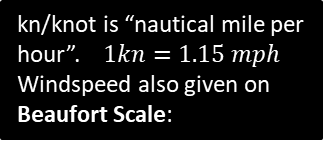 kn/knot is “nautical mile per
hour”. 1kn = 1.15 mph
Windspeed also given on
Beaufort Scale: